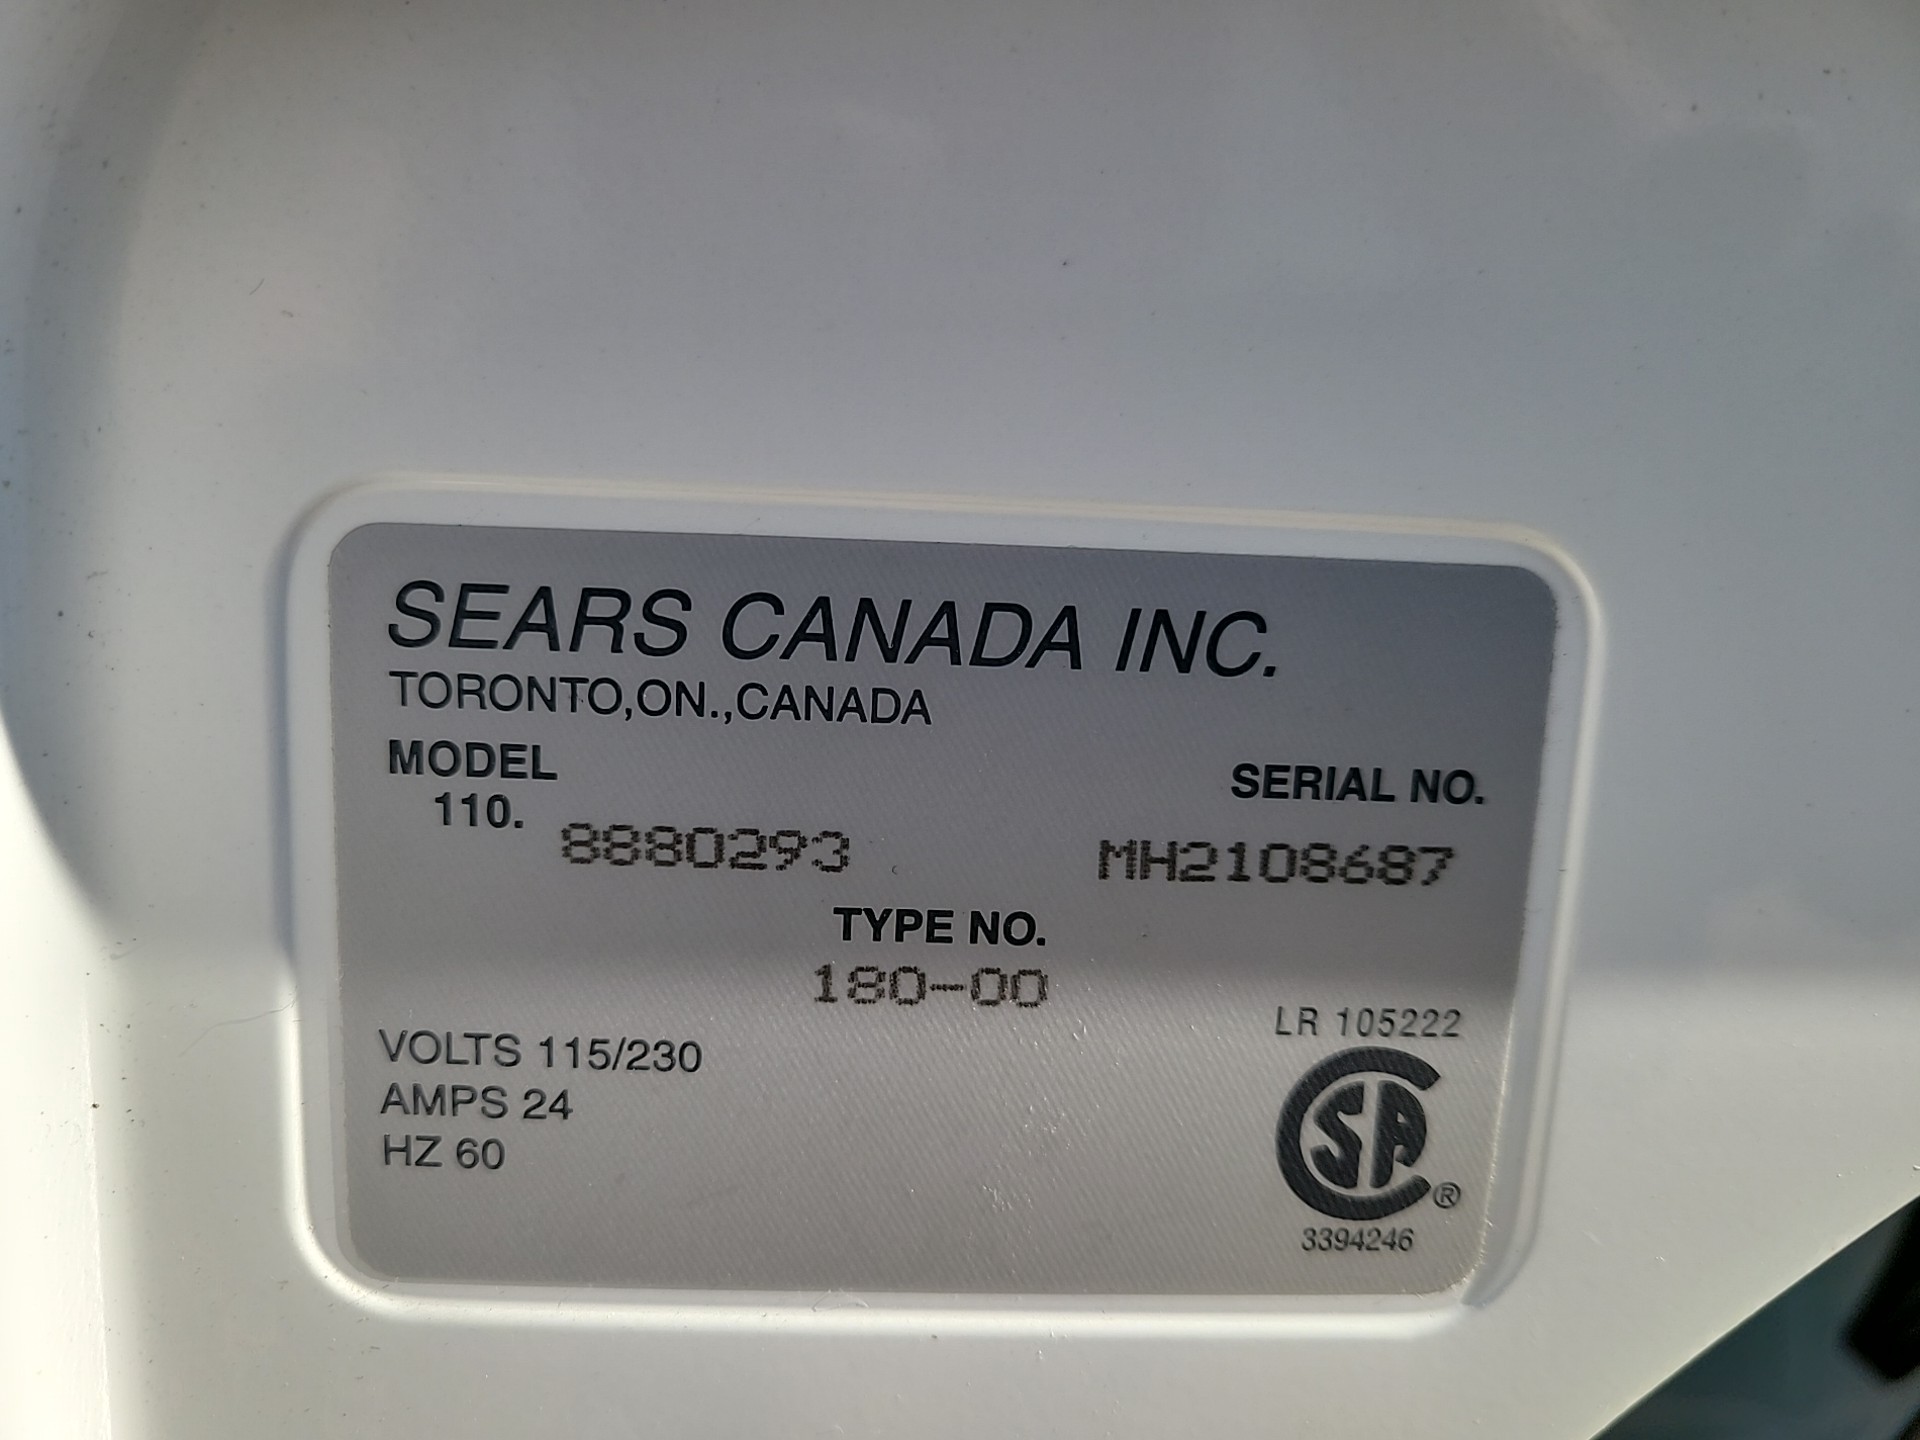 SEARS CANADA INC.
TORONTO,ON.,CANADA
MODEL
110. 8880293
SERIAL NO.
MH2108687
TYPE NO.
180-00
VOLTS 115/230
AMPS 24
HZ 60
LR 105222
CSA ®
3394246